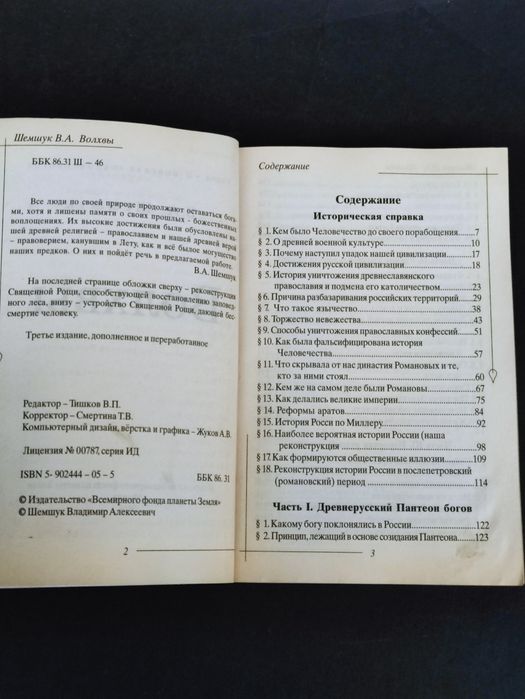 Шемшук В.А. Волхвы
ББК 86.31 Ш — 46
Все люди по своей природе продолжают оставаться бога-
ми, хотя и лишены памяти о своих прошлых - божественных
воплощениях. Их высокие достижения были обусловлены на-
шей древней религией – православием и нашей древней верой
- правоверием, канувшим в Лету, как и всё былое могущество
наших предков. О них и пойдёт речь в предлагаемой работе.
В.А. Шемшук
На последней странице обложки сверху – реконструкция
Священной Рощи, способствующей восстановлению заповед-
ного леса, внизу – устройство Священной Рощи, дающей бес-
смертие человеку.
Третье издание, дополненное и переработанное
Редактор – Тишков В.П.
Корректор – Смертина Т.В.
Компьютерный дизайн, вёрстка и графика – Жуков А.В.
Лицензия № 00787, серия ИД
ISBN 5- 902444 - 05 – 5
ББК 86. 31
© Издательство «Всемирного фонда планеты Земля»
© Шемшук Владимир Алексеевич
2
Содержание
Содержание
Историческая справка
§ 1. Кем было Человечество до своего порабощения......7
§ 2. О древней военной культуре......10
§ 3. Почему наступил упадок нашей цивилизации......17
§ 4. Достижения русской цивилизации......18
§ 5. История уничтожения древнеславянского
православия и подмена его католичеством......23
§ 6. Причина разбазаривания российских территорий......29
§ 7. Что такое язычество......38
§ 8. Торжество невежества......43
§ 9. Способы уничтожения православных конфессий......51
§ 10. Как была фальсифицирована история
Человечества......57
§ 11. Что скрывала от нас династия Романовых и те,
кто за ними стоял......60
§ 12. Кем же на самом деле были Романовы......67
§ 13. Как делались великие империи......75
§ 14. Реформы аратов......84
§ 15. История Росси по Миллеру......92
§ 16. Наиболее вероятная истории России (наша
реконструкция......98
§ 17. Как формируются общественные иллюзии......109
§ 18. Реконструкция истории России в послепетровский
(романовский) период......114
Часть I. Древнерусский Пантеон богов
§ 1. Какому богу поклонялись в России......122
§ 2. Принцип, лежащий в основе созидания Пантеона......123
3